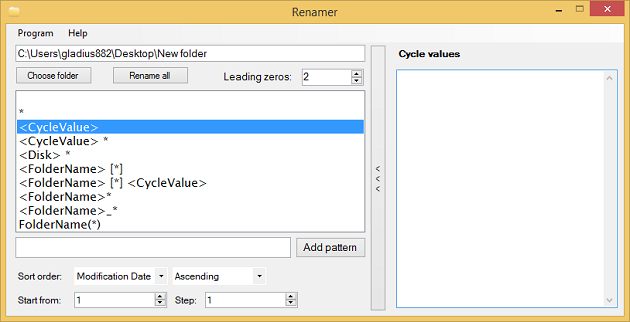 Renamer
Program Help
C:\Users\gladius882\Desktop\New folder
Choose folder Rename all Leading zeros: 2
*
<CycleValue>
<CycleValue> *
<Disk> *
<FolderName> [*]
<FolderName> [*] <CycleValue>
<FolderName>*
<FolderName>_*
FolderName(*)
Add pattern
Sort order: Modification Date Ascending
Start from: 1 Step: 1
<
<
<
Cycle values